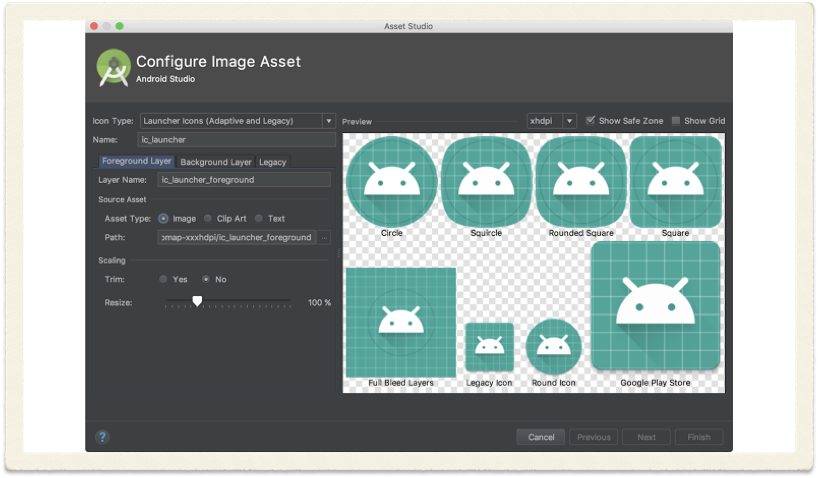 Asset Studio
Configure Image Asset
Android Studio
Icon Type: Launcher Icons (Adaptive and Legacy)
Name: ic_launcher
Foreground Layer Background Layer Legacy
Layer Name: ic_launcher_foreground
Source Asset
Asset Type: Image Clip Art Text
Path: omap-xxxhdpi/ic_launcher_foreground ...
Scaling
Trim: Yes No
Resize: 100 %
Preview xhdpi Show Safe Zone Show Grid
Circle Squircle Rounded Square Square
Full Bleed Layers Legacy Icon Round Icon Google Play Store
? Cancel Previous Next Finish